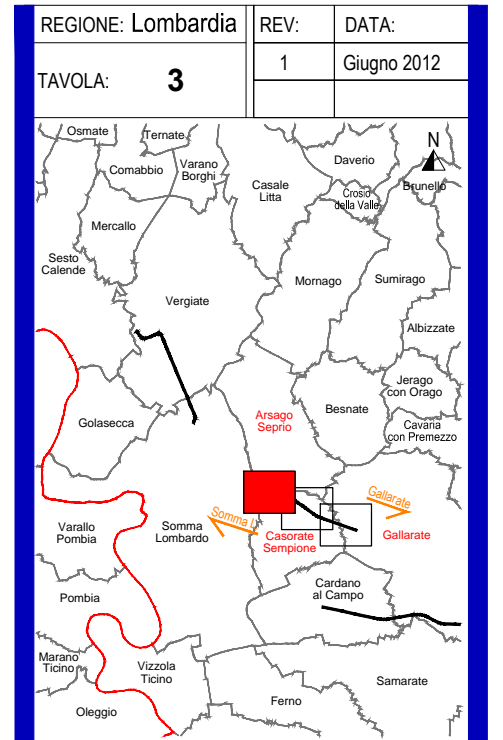 REGIONE: Lombardia
REV:
DATA:
TAVOLA: 3
1
Giugno 2012
Osmate
Ternate
N
Comabbio
Varano
Borghi
Daverio
Casale
Litta
Crosio
della Valle
Brunello
Mercallo
Sesto
Calende
Mornago
Sumirago
Vergiate
Albizzate
Jerago
con Orago
Arsago
Seprio
Besnate
Golasecca
Cavaria
con Premezzo
Gallarate
Somma l
Varallo
Pombia
Somma
Lombardo
Casorate
Sempione
Gallarate
Cardano
al Campo
Pombia
Marano
Ticino
Vizzola
Ticino
Samarate
Ferno
Oleggio